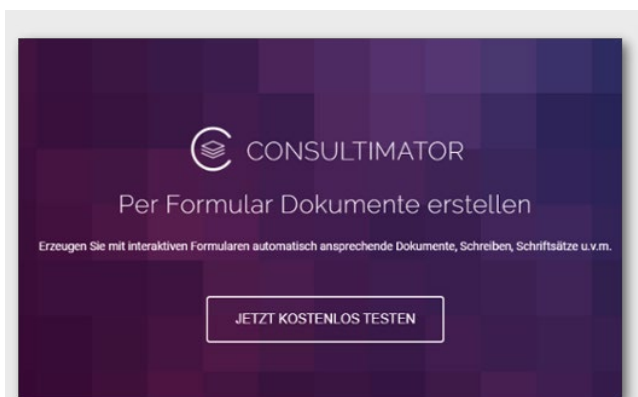 CONSULTIMATOR
Per Formular Dokumente erstellen
Erzeugen Sie mit interaktiven Formularen automatisch ansprechende Dokumente, Schreiben, Schriftsätze u.v.m.
JETZT KOSTENLOS TESTEN